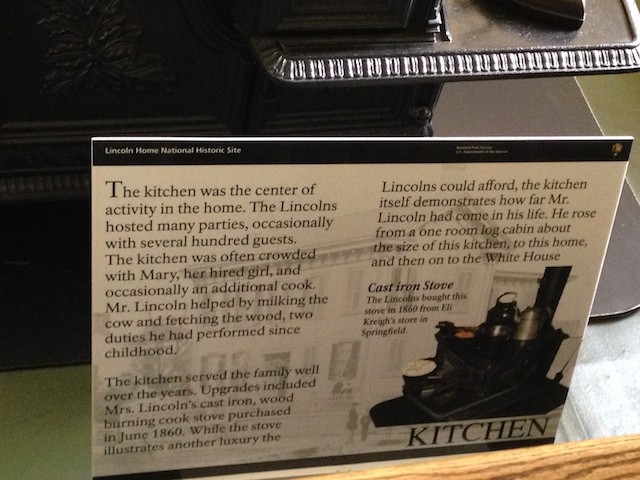 Lincoln Home National Historic Site
National Park Service
U.S. Department of the Interior
The kitchen was the center of
activity in the home. The Lincolns
hosted many parties, occasionally
with several hundred guests.
The kitchen was often crowded
with Mary, her hired girl, and
occasionally an additional cook.
Mr. Lincoln helped by milking the
cow and fetching the wood, two
duties he had performed since
childhood.
The kitchen served the family well
over the years. Upgrades included
Mrs. Lincoln's cast iron, wood
burning cook stove purchased
in June 1860. While the stove
illustrates another luxury the
Lincolns could afford, the kitchen
itself demonstrates how far Mr.
Lincoln had come in his life. He rose
from a one room log cabin about
the size of this kitchen, to this home,
and then on to the White House
Cast iron Stove
The Lincolns bought this
stove in 1860 from Eli
Kreigh's store in
Springfield.
KITCHEN